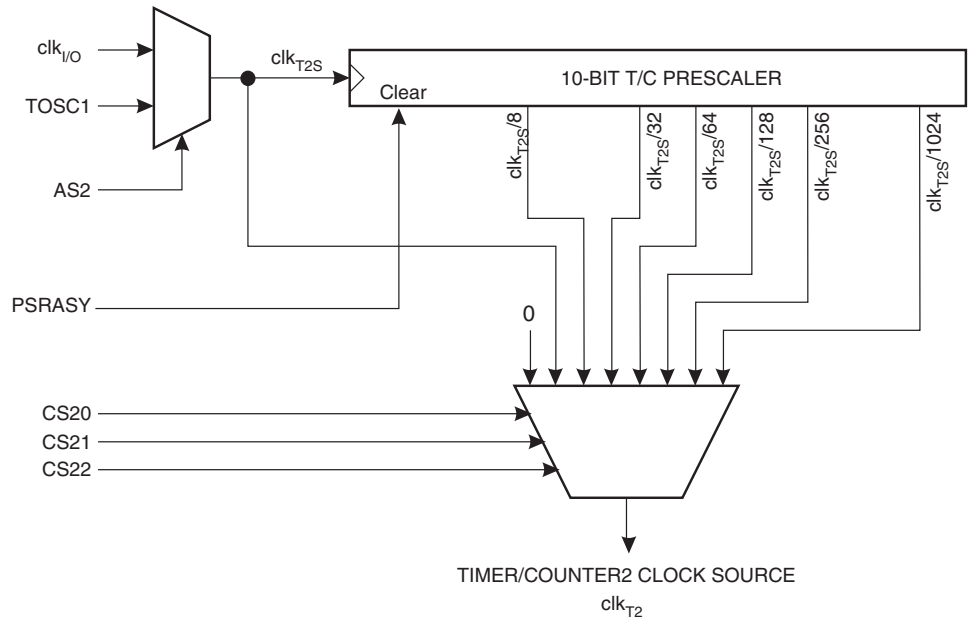 clkI/O
TOSC1
AS2
PSRASY
clkT2S
10-BIT T/C PRESCALER
Clear
clkT2S/8
clkT2S/32
clkT2S/64
clkT2S/128
clkT2S/256
clkT2S/1024
0
CS20
CS21
CS22
TIMER/COUNTER2 CLOCK SOURCE
clkT2